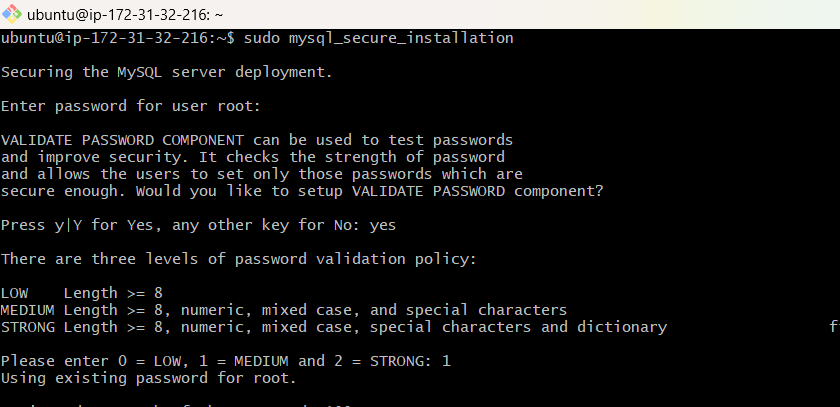 ubuntu@ip-172-31-32-216: ~
ubuntu@ip-172-31-32-216:~$ sudo mysql_secure_installation
Securing the MySQL server deployment.
Enter password for user root:
VALIDATE PASSWORD COMPONENT can be used to test passwords
and improve security. It checks the strength of password
and allows the users to set only those passwords which are
secure enough. Would you like to setup VALIDATE PASSWORD component?
Press y|Y for Yes, any other key for No: yes
There are three levels of password validation policy:
LOW    Length >= 8
MEDIUM Length >= 8, numeric, mixed case, and special characters
STRONG Length >= 8, numeric, mixed case, special characters and dictionary                  f
Please enter 0 = LOW, 1 = MEDIUM and 2 = STRONG: 1
Using existing password for root.